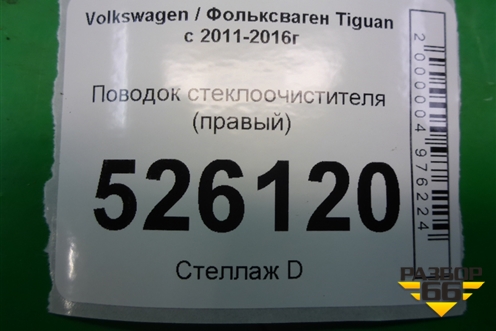 Volkswagen / Фольксваген Tiguan
с 2011-2016г
Поводок стеклоочистителя
(правый)
526120
Стеллаж D
2000004976224
РАЗБОР
66